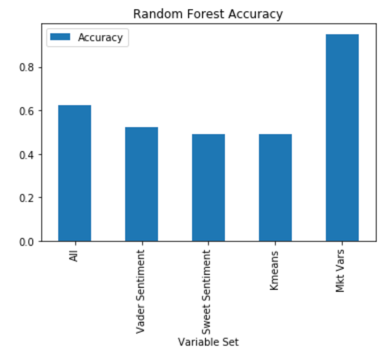 Random Forest Accuracy
Accuracy
0.8
0.6
0.4
0.2
0.0
All
Vader Sentiment
Sweet Sentiment
Kmeans
Mkt Vars
Variable Set